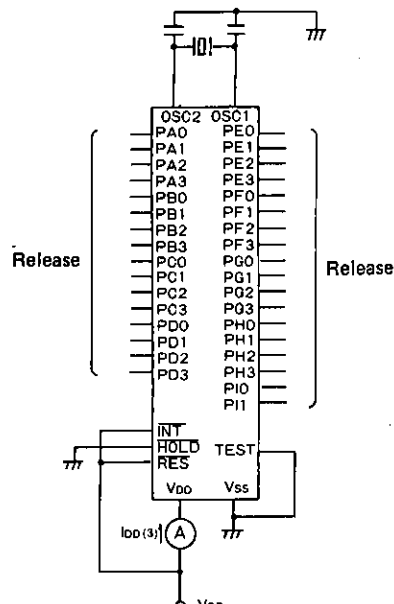 OSC2 OSC1
PA0 PE0
PA1 PE1
PA2 PE2
PA3 PE3
PB0 PF0
PB1 PF1
PB2 PF2
PB3 PF3
Release PC0 PG0 Release
PC1 PG1
PC2 PG2
PC3 PG3
PD0 PH0
PD1 PH1
PD2 PH2
PD3 PH3
PI0
PI1
INT
HOLD TEST
RES
VDD VSS
IDD (3) A